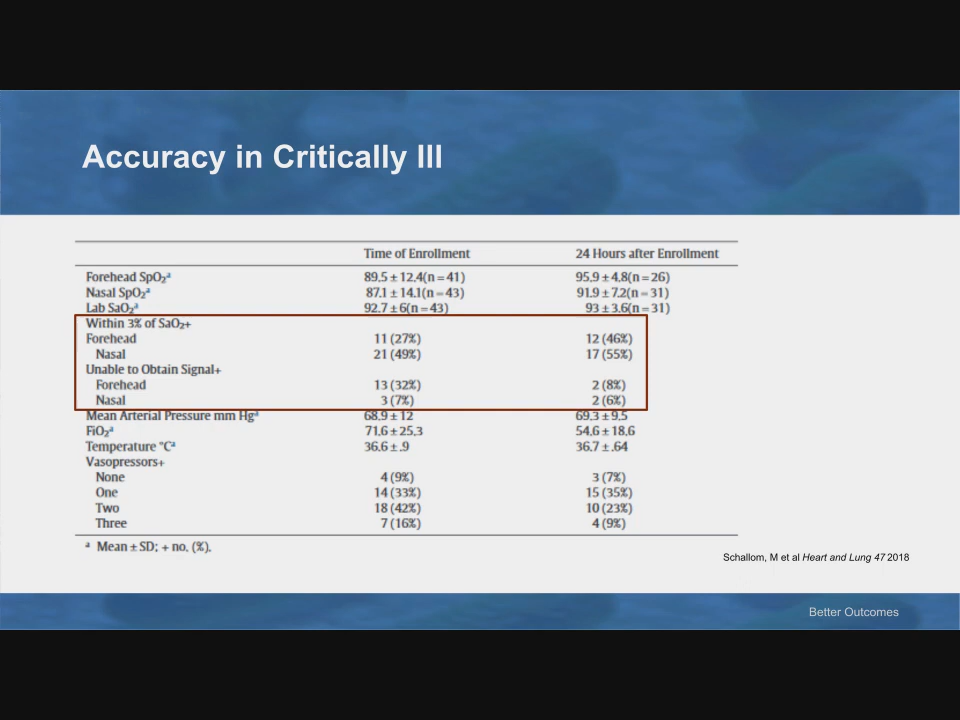 Accuracy in Critically Ill
Time of Enrollment 24 Hours after Enrollment
Forehead SpO₂ᵃ 89.5 ± 12.4(n = 41) 95.9 ± 4.8(n = 26)
Nasal SpO₂ᵃ 87.1 ± 14.1(n = 43) 91.9 ± 7.2(n = 31)
Lab SaO₂ᵃ 92.7 ± 6(n = 43) 93 ± 3.6(n = 31)
Within 3% of SaO₂+
Forehead 11 (27%) 12 (46%)
Nasal 21 (49%) 17 (55%)
Unable to Obtain Signal+
Forehead 13 (32%) 2 (8%)
Nasal 3 (7%) 2 (6%)
Mean Arterial Pressure mm Hgᵃ 68.9 ± 12 69.3 ± 9.5
FiO₂ᵃ 71.6 ± 25.3 54.6 ± 18.6
Temperature °Cᵃ 36.6 ± .9 36.7 ± .64
Vasopressors+
None 4 (9%) 3 (7%)
One 14 (33%) 15 (35%)
Two 18 (42%) 10 (23%)
Three 7 (16%) 4 (9%)
ᵃ Mean ± SD; + no. (%).
Schallom, M et al Heart and Lung 47 2018
Better Outcomes